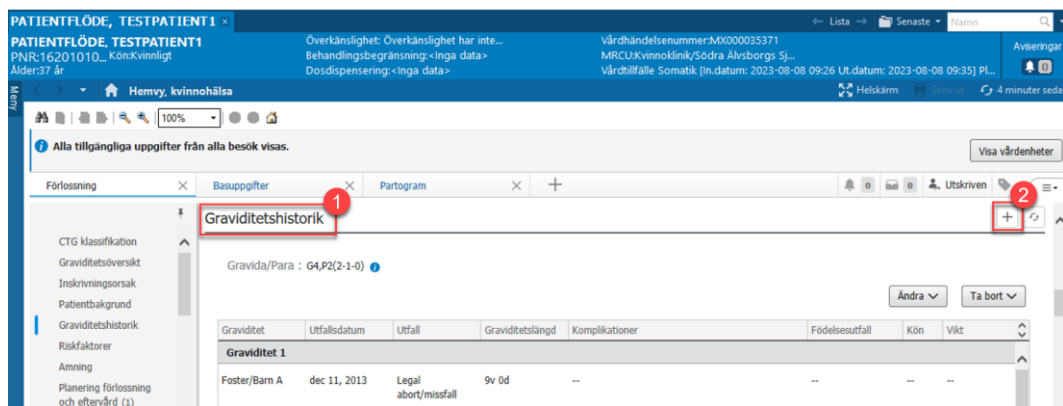 PATIENTFLÖDE, TESTPATIENT1 ×
← Lista → Senaste Namn
PATIENTFLÖDE, TESTPATIENT1
PNR:16201010... Kön:Kvinnligt
Ålder:37 år
Överkänslighet: Överkänslighet har inte...
Behandlingsbegränsning:<Inga data>
Dosdispensering:<Inga data>
Vårdhändelsenummer:MX000035371
MRCU:Kvinnoklinik/Södra Älvsborgs Sj...
Vårdtillfälle Somatik [In.datum: 2023-08-08 09:26 Ut.datum: 2023-08-08 09:35] Pl...
Aviseringar
0
Meny
Hemvy, kvinnohälsa
Helskärm Skriv ut 4 minuter seda
100%
Alla tillgängliga uppgifter från alla besök visas.
Visa vårdenheter
Förlossning × Basuppgifter × Partogram × +
0 0 Utskriven
1
2
Graviditetshistorik
CTG klassifikation
Graviditetsöversikt
Inskrivningsorsak
Patientbakgrund
Graviditetshistorik
Riskfaktorer
Amning
Planering förlossning
och eftervård (1)
Gravida/Para : G4,P2(2-1-0)
Ändra Ta bort
Graviditet Utfallsdatum Utfall Graviditetslängd Komplikationer Födelsesutfall Kön Vikt
Graviditet 1
Foster/Barn A dec 11, 2013 Legal 9v 0d -- -- -- --
abort/missfall